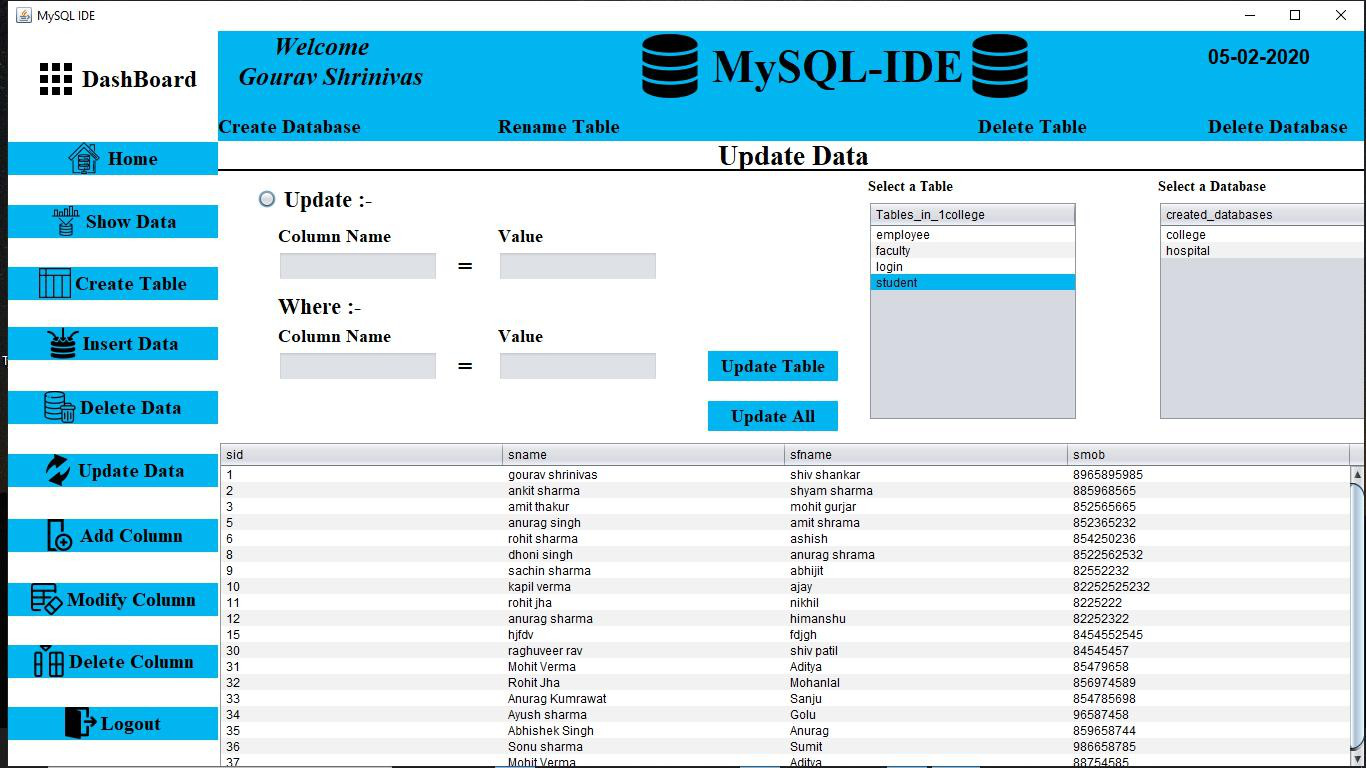 MySQL IDE
DashBoard
Welcome
Gourav Shrinivas
MySQL-IDE
05-02-2020
Create Database Rename Table Delete Table Delete Database
Home
Show Data
Create Table
Insert Data
Delete Data
Update Data
Add Column
Modify Column
Delete Column
Logout
Update Data
Update :-
Column Name Value
=
Where :-
Column Name Value
=
Update Table
Update All
Select a Table
Tables_in_1college
employee
faculty
login
student
Select a Database
created_databases
college
hospital
sid sname sfname smob
1 gourav shrinivas shiv shankar 8965895985
2 ankit sharma shyam sharma 885968565
3 amit thakur mohit gurjar 852565665
5 anurag singh amit shrama 852365232
6 rohit sharma ashish 854250236
8 dhoni singh anurag shrama 8522562532
9 sachin sharma abhijit 82552232
10 kapil verma ajay 82252525232
11 rohit jha nikhil 8225222
12 anurag sharma himanshu 82252322
15 hjfdv fdjgh 8454552545
30 raghuveer rav shiv patil 84545457
31 Mohit Verma Aditya 85479658
32 Rohit Jha Mohanlal 856974589
33 Anurag Kumrawat Sanju 854785698
34 Ayush sharma Golu 96587458
35 Abhishek Singh Anurag 859658744
36 Sonu sharma Sumit 986658785
37 Mohit Verma Aditya 88754585